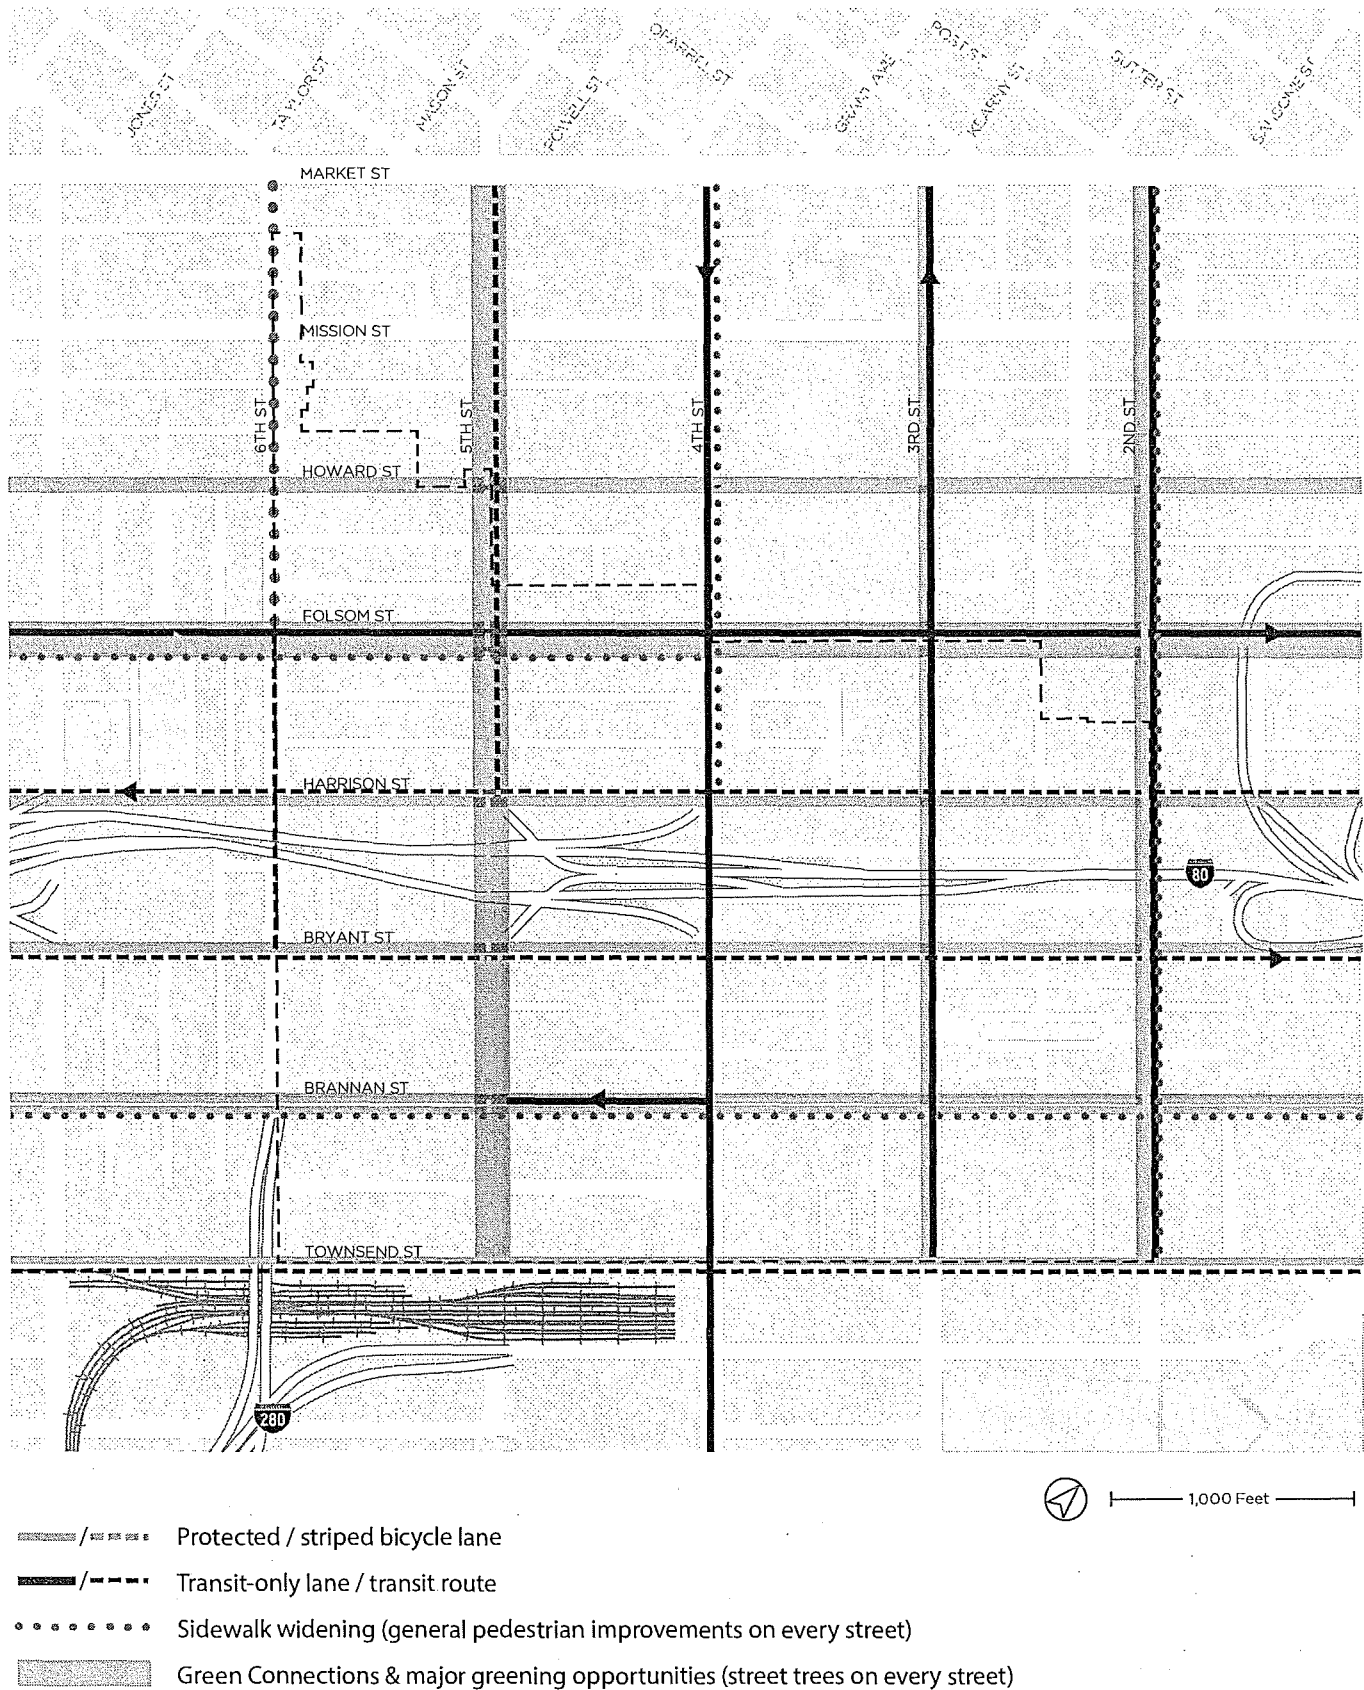 JONES ST
TAYLOR ST
MASON ST
POWELL ST
OFARRELL ST
GRANT AVE
POST ST
KEARNY ST
SUTTER ST
SANSOME ST
MARKET ST
MISSION ST
6TH ST
5TH ST
4TH ST
3RD ST
2ND ST
HOWARD ST
FOLSOM ST
HARRISON ST
80
BRYANT ST
BRANNAN ST
TOWNSEND ST
280
1,000 Feet
/ Protected / striped bicycle lane
/ Transit-only lane / transit route
Sidewalk widening (general pedestrian improvements on every street)
Green Connections & major greening opportunities (street trees on every street)